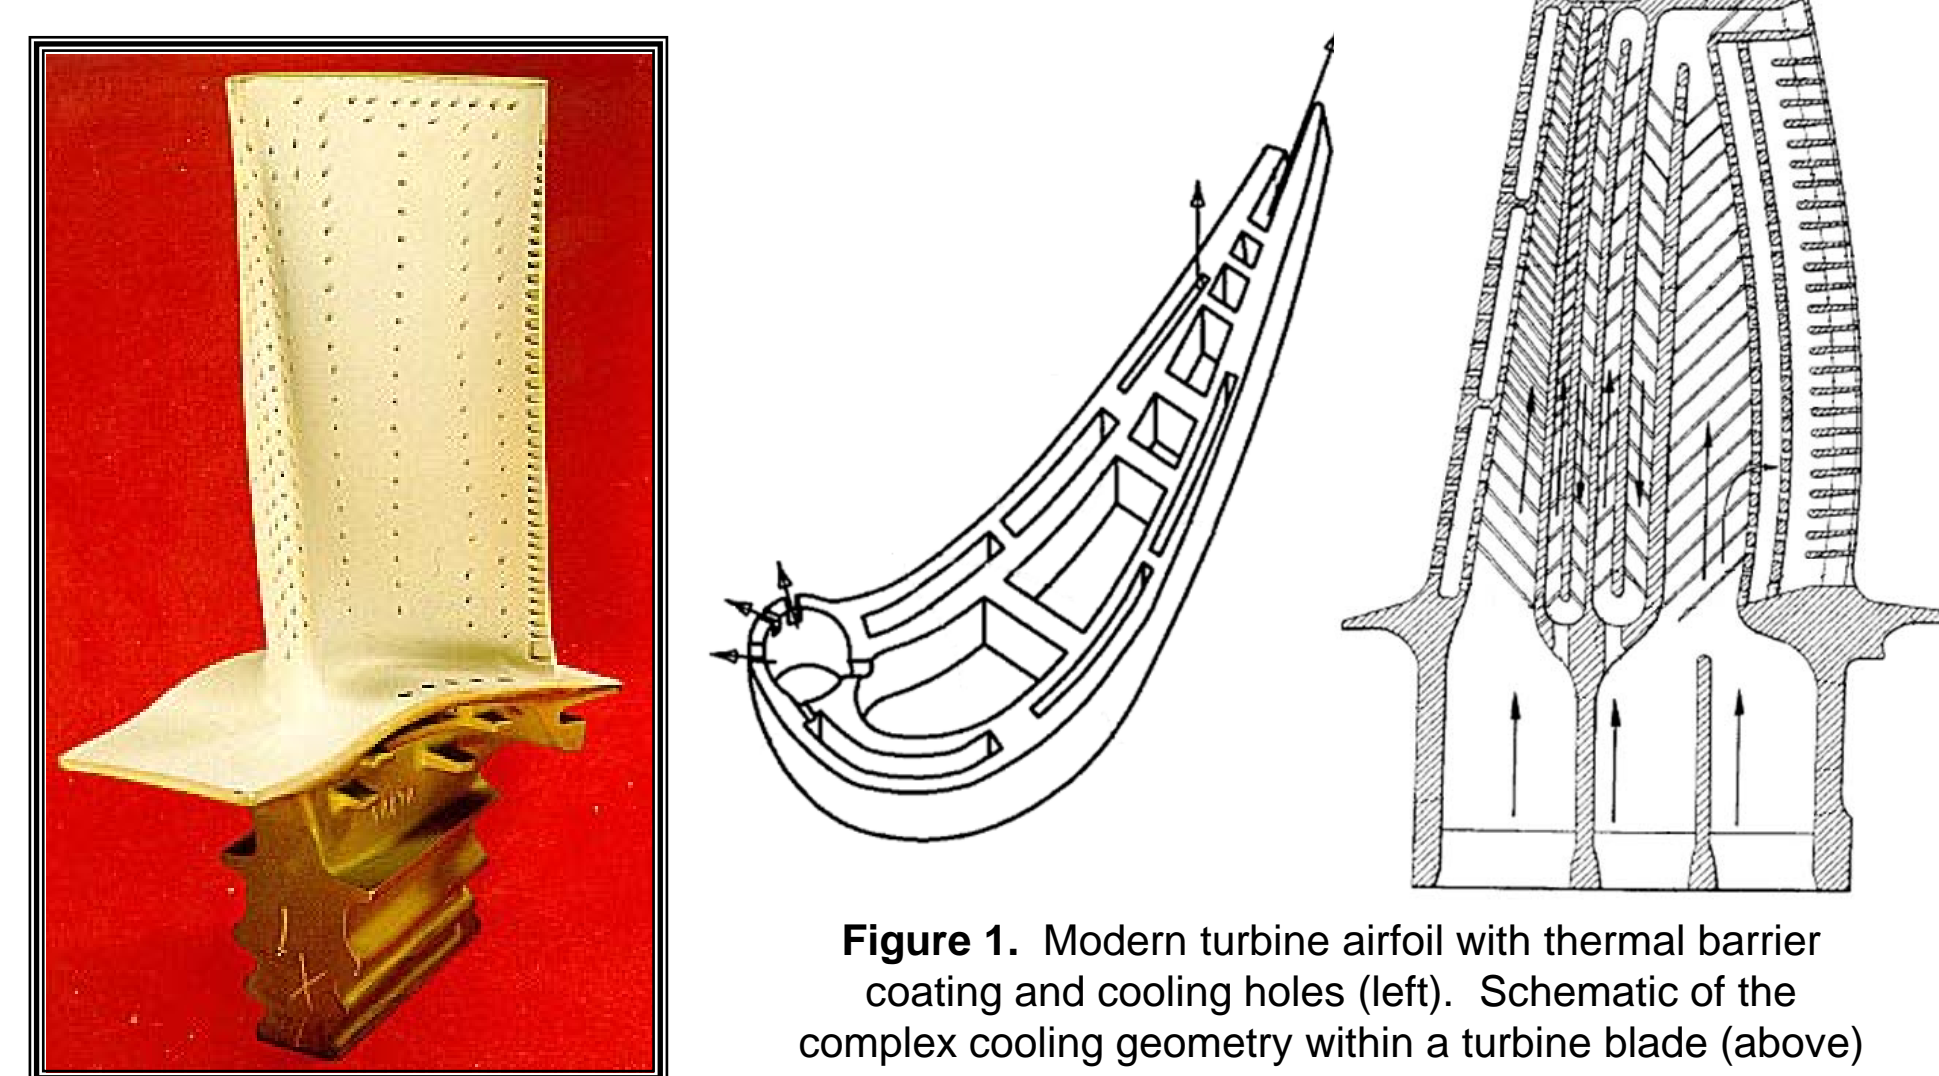 Figure 1. Modern turbine airfoil with thermal barrier
coating and cooling holes (left). Schematic of the
complex cooling geometry within a turbine blade (above)